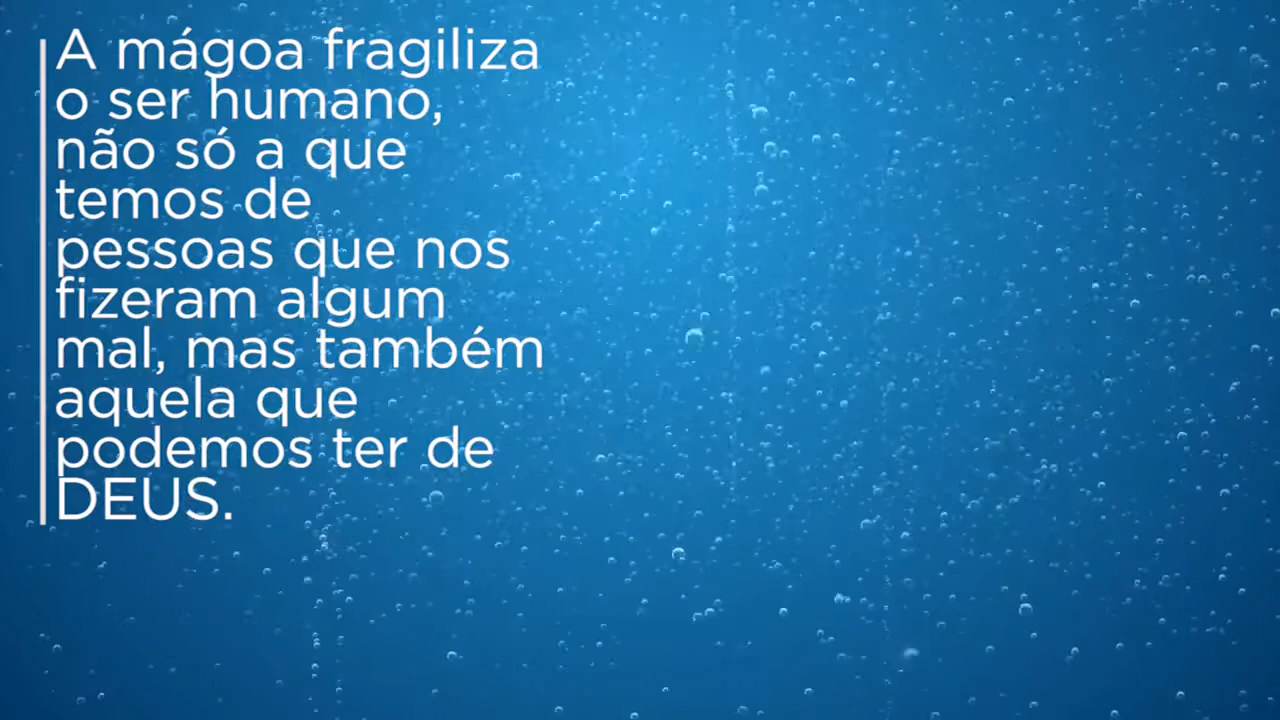 A mágoa fragiliza
o ser humano,
não só a que
temos de
pessoas que nos
fizeram algum
mal, mas também
aquela que
podemos ter de
DEUS.